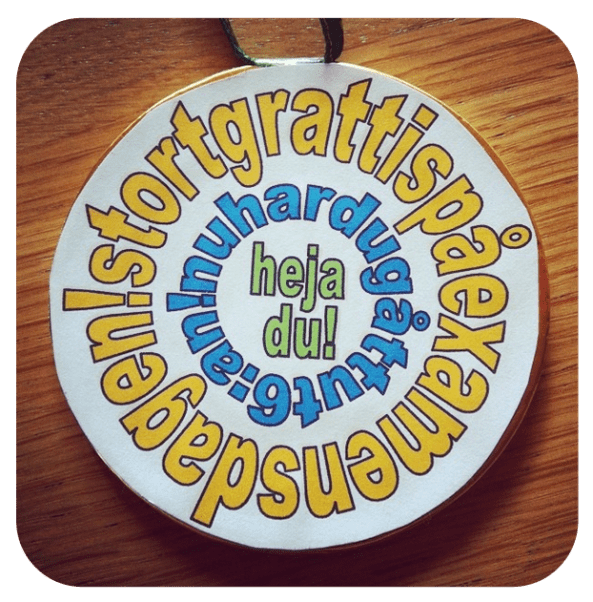 stortgrattispåexamensdagen!
nuhardugåttut6:an!
heja
du!